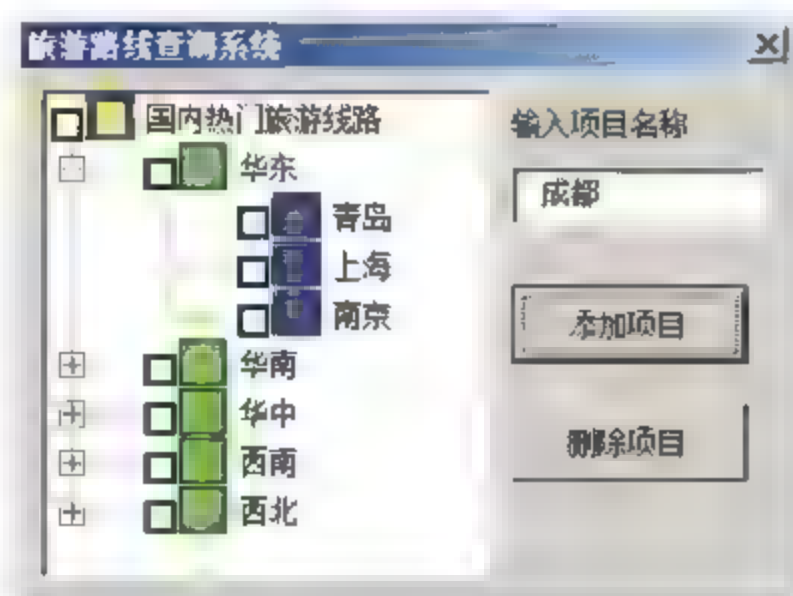 旅游路线查询系统
国内热门旅游线路
华东
青岛
上海
南京
华南
华中
西南
西北
输入项目名称
成都
添加项目
删除项目